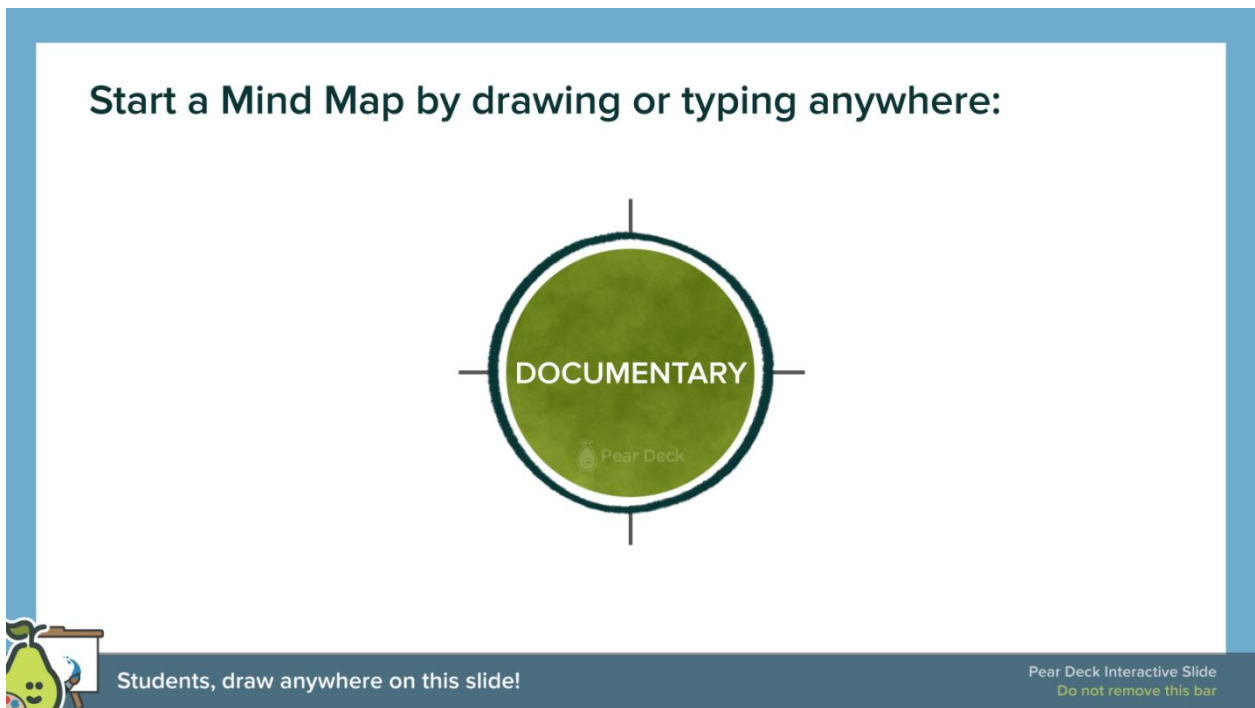 Start a Mind Map by drawing or typing anywhere:
DOCUMENTARY
Pear Deck
Students, draw anywhere on this slide!
Pear Deck Interactive Slide
Do not remove this bar